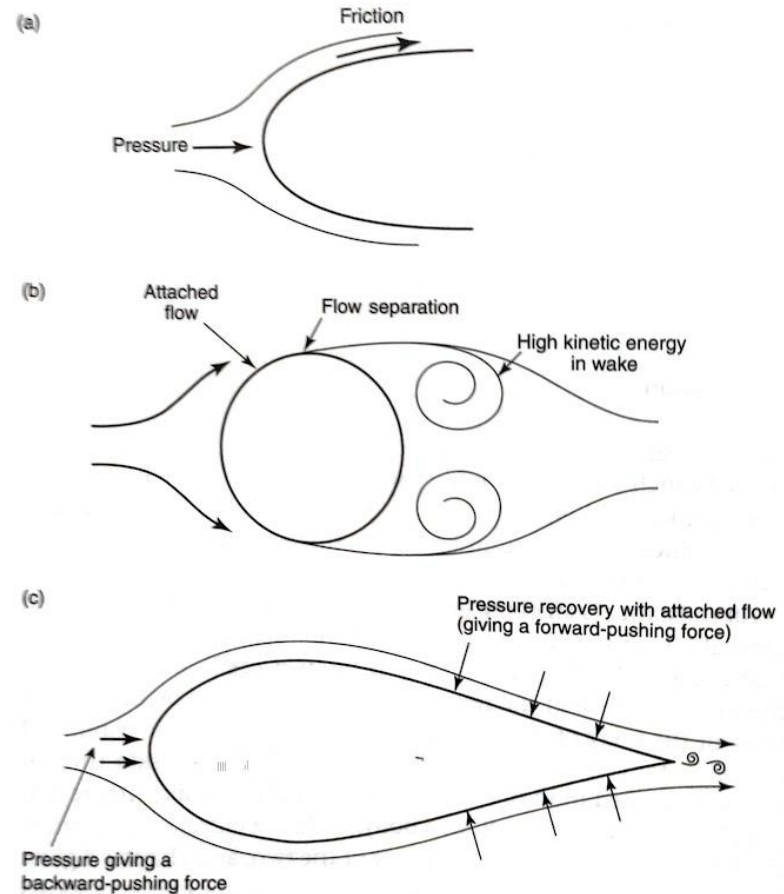 (a)
Friction
Pressure
(b)
Attached
flow
Flow separation
High kinetic energy
in wake
(c)
Pressure recovery with attached flow
(giving a forward-pushing force)
Pressure giving a
backward-pushing force